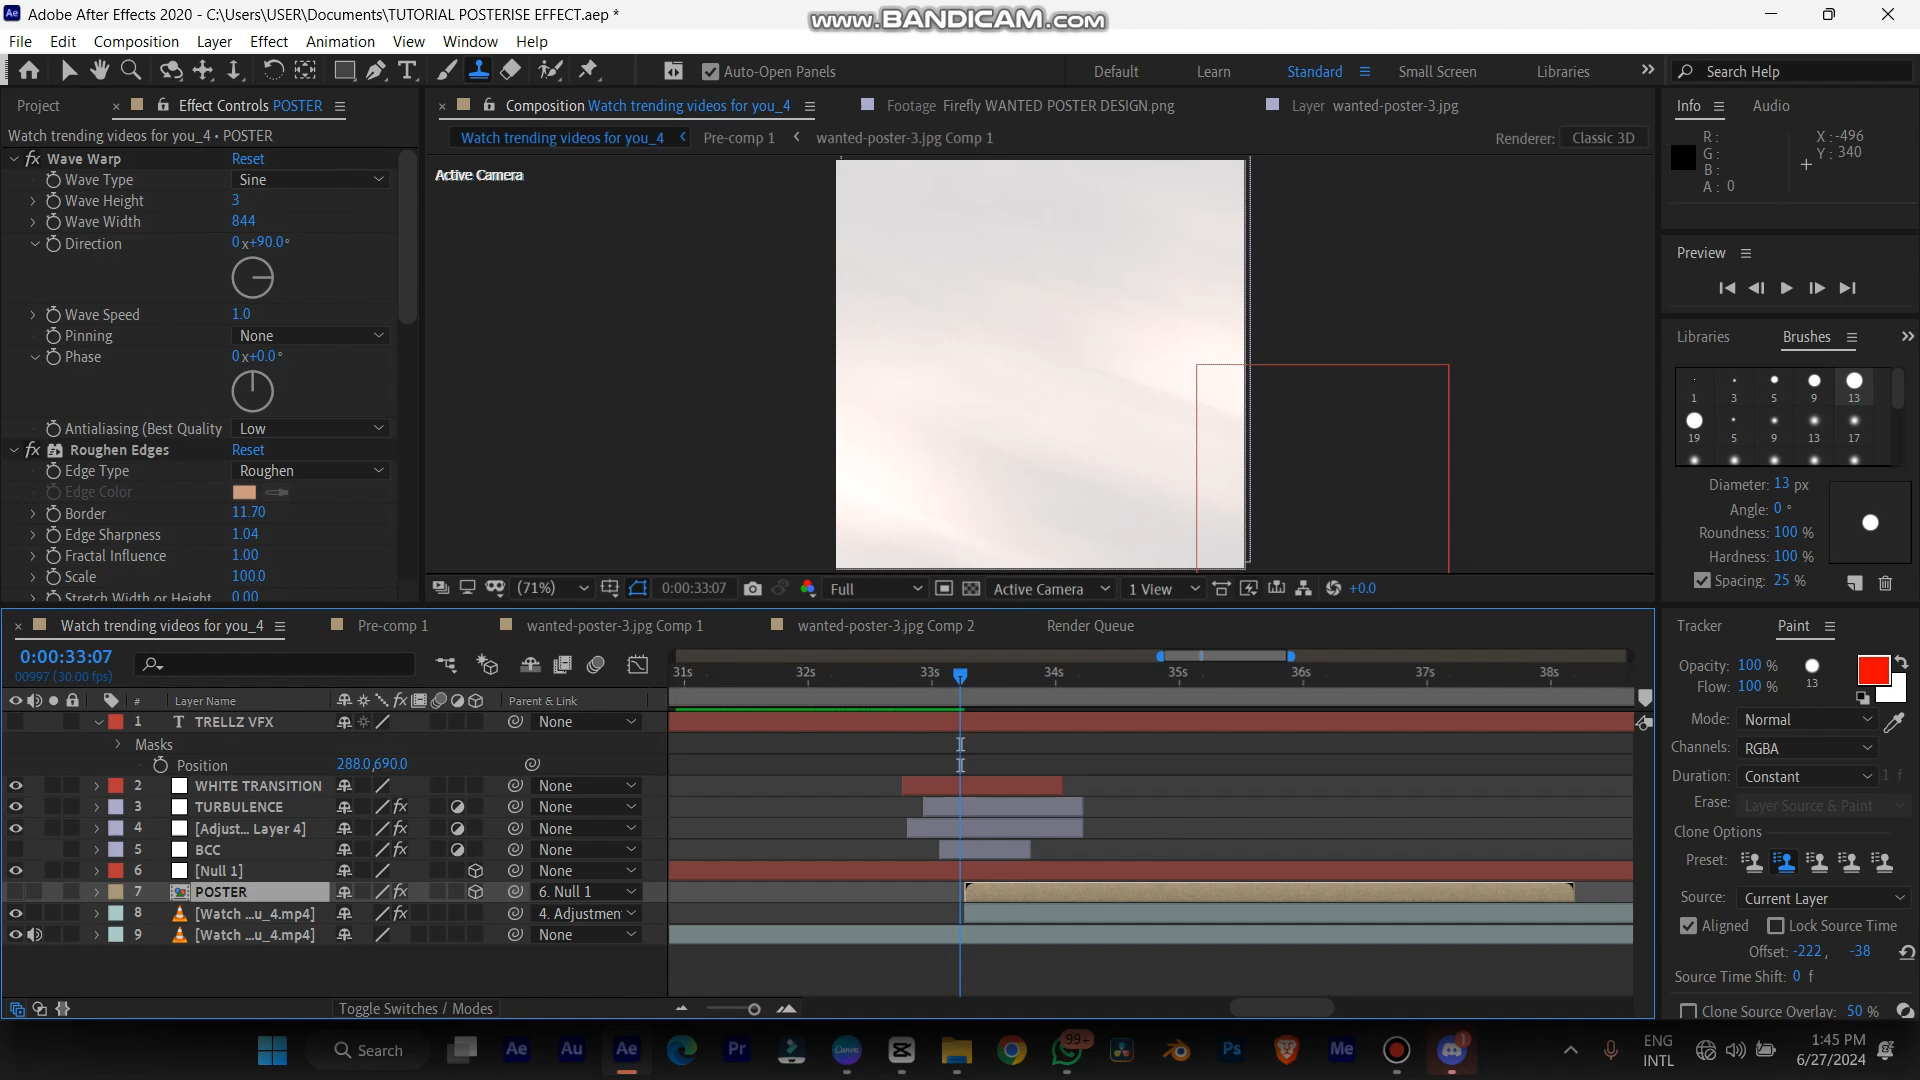 Adobe After Effects 2020 - C:\Users\USER\Documents\TUTORIAL POSTERISE EFFECT.aep *
www.BANDICAM.com
File Edit Composition Layer Effect Animation View Window Help
Auto-Open Panels
Default Learn Standard Small Screen Libraries
Search Help
Project
Effect Controls POSTER
Composition Watch trending videos for you_4
Footage Firefly WANTED POSTER DESIGN.png
Layer wanted-poster-3.jpg
Info Audio
Watch trending videos for you_4 • POSTER
Watch trending videos for you_4
Pre-comp 1
wanted-poster-3.jpg Comp 1
Renderer: Classic 3D
R :
G :
B :
A : 0
X : -496
Y : 340
fx Wave Warp Reset
Wave Type Sine
Wave Height 3
Wave Width 844
Direction 0 x+90.0°
Wave Speed 1.0
Pinning None
Phase 0 x+0.0°
Antialiasing (Best Quality Low
fx Roughen Edges Reset
Edge Type Roughen
Edge Color
Border 11.70
Edge Sharpness 1.04
Fractal Influence 1.00
Scale 100.0
Stretch Width or Height 0.00
Active Camera
Preview
Libraries Brushes
1 3 5 9 13
19 5 9 13 17
Diameter: 13 px
Angle: 0 °
Roundness: 100 %
Hardness: 100 %
Spacing: 25 %
(71%) 0:00:33:07 Full Active Camera 1 View +0.0
Watch trending videos for you_4
Pre-comp 1
wanted-poster-3.jpg Comp 1
wanted-poster-3.jpg Comp 2
Render Queue
Tracker Paint
0:00:33:07
00997 (30.00 fps)
31s 32s 33s 34s 35s 36s 37s 38s
# Layer Name fx Parent & Link
1 T TRELLZ VFX None
Masks
Position 288.0,690.0
2 WHITE TRANSITION None
3 TURBULENCE fx None
4 [Adjust... Layer 4] fx None
5 BCC fx None
6 [Null 1] None
7 POSTER fx 6. Null 1
8 [Watch ...u_4.mp4] fx 4. Adjustmen
9 [Watch ...u_4.mp4] None
Toggle Switches / Modes
Opacity: 100 %
Flow: 100 %
13
Mode: Normal
Channels: RGBA
Duration: Constant 1 f
Erase: Layer Source & Paint
Clone Options
Preset:
Source: Current Layer
Aligned Lock Source Time
Offset: -222 , -38
Source Time Shift: 0 f
Clone Source Overlay: 50 %
Search
Ae Au Ae Pr Canva 99+ Ps Me 1
ENG
INTL
1:45 PM
6/27/2024